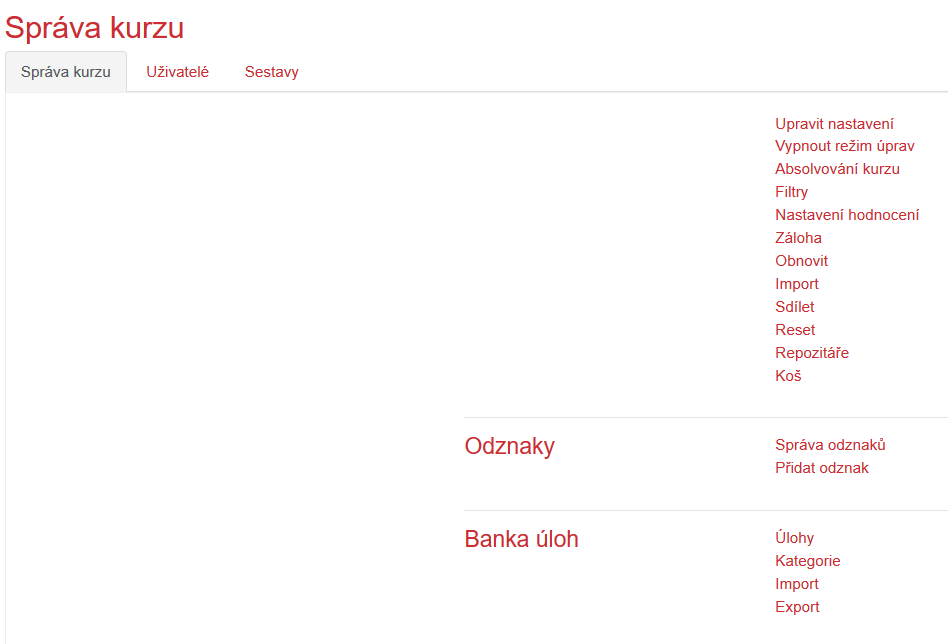 Správa kurzu
Správa kurzu Uživatelé Sestavy
Upravit nastavení
Vypnout režim úprav
Absolvování kurzu
Filtry
Nastavení hodnocení
Záloha
Obnovit
Import
Sdílet
Reset
Repozitáře
Koš
Odznaky
Správa odznaků
Přidat odznak
Banka úloh
Úlohy
Kategorie
Import
Export